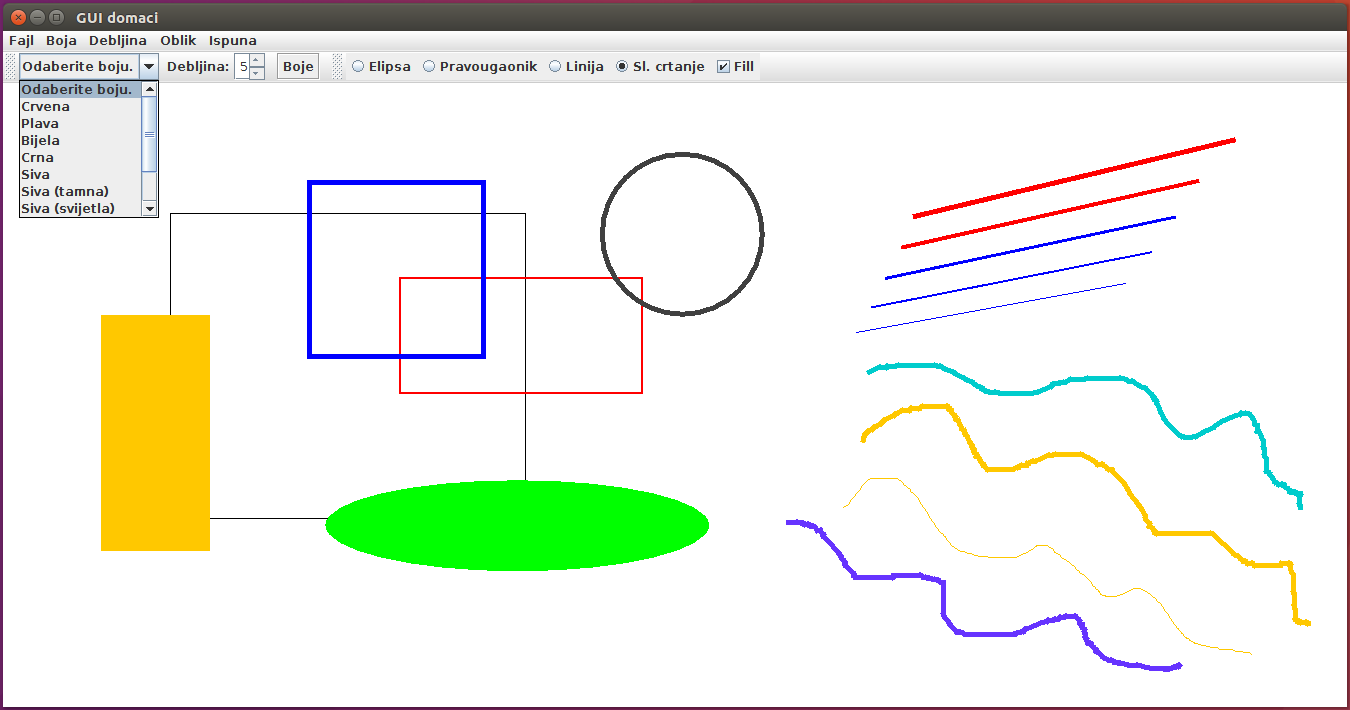 GUI domaci
Fajl Boja Debljina Oblik Ispuna
Odaberite boju. Debljina: 5 Boje Elipsa Pravougaonik Linija Sl. crtanje Fill
Odaberite boju.
Crvena
Plava
Bijela
Crna
Siva
Siva (tamna)
Siva (svijetla)